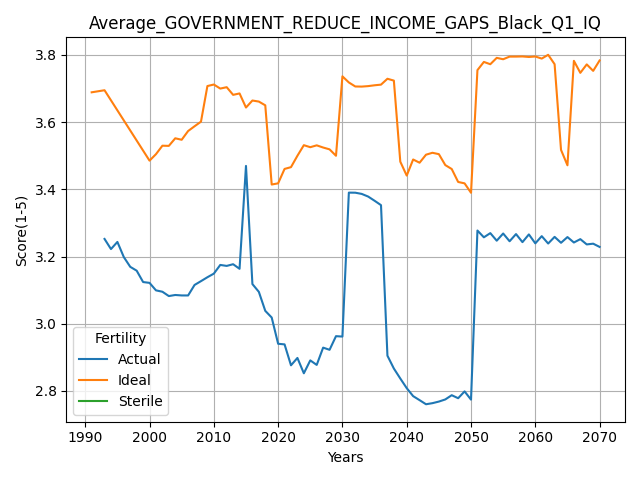 Average_GOVERNMENT_REDUCE_INCOME_GAPS_Black_Q1_IQ
Score(1-5)
3.8
3.6
3.4
3.2
3.0
2.8
Fertility
Actual
Ideal
Sterile
1990 2000 2010 2020 2030 2040 2050 2060 2070
Years